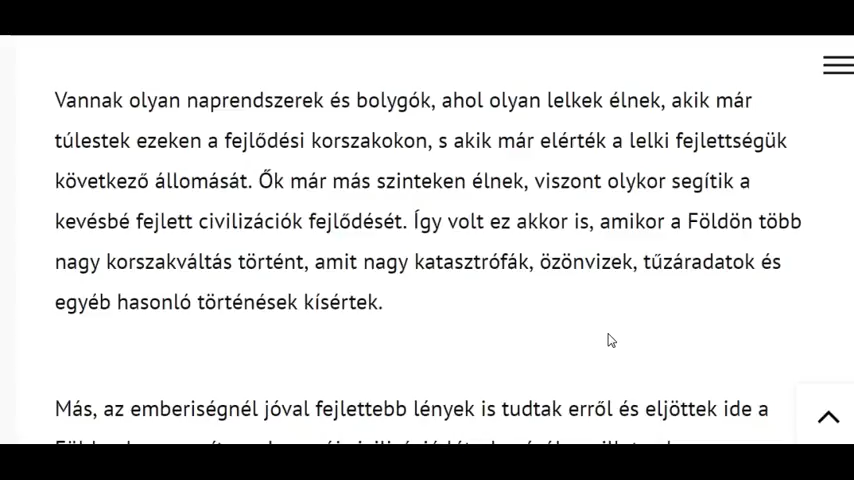 Vannak olyan naprendszerek és bolygók, ahol olyan lelkek élnek, akik már
túlestek ezeken a fejlődési korszakokon, s akik már elérték a lelki fejlettségük
következő állomását. Ők már más szinteken élnek, viszont olykor segítik a
kevésbé fejlett civilizációk fejlődését. Így volt ez akkor is, amikor a Földön több
nagy korszakváltás történt, amit nagy katasztrófák, özönvizek, tűzáradatok és
egyéb hasonló történések kísértek.
Más, az emberiségnél jóval fejlettebb lények is tudtak erről és eljöttek ide a